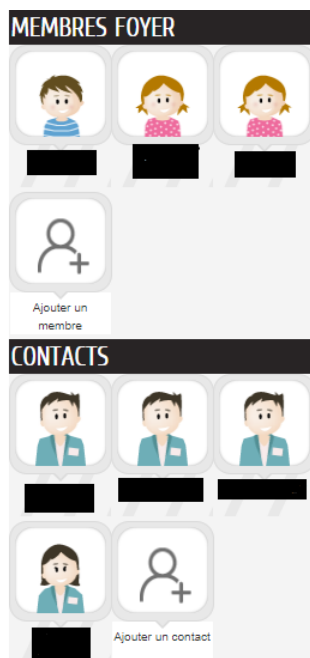 MEMBRES FOYER
Ajouter un
membre
CONTACTS
Ajouter un contact